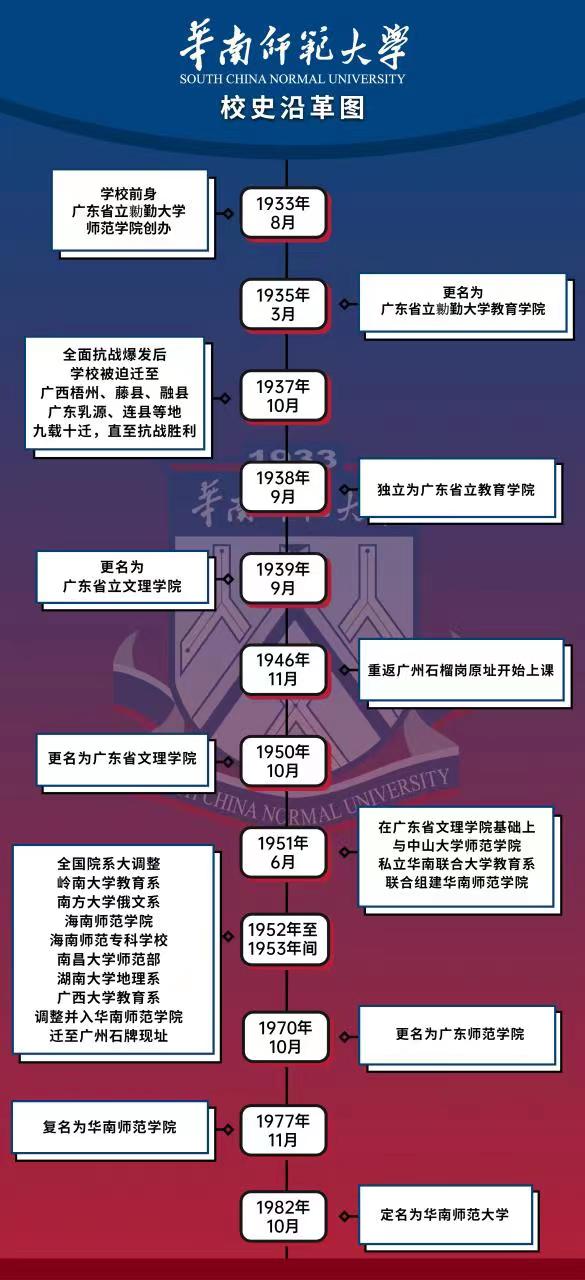 華南师范大学
SOUTH CHINA NORMAL UNIVERSITY
校史沿革图
1933年
8月
学校前身
广东省立勷勤大学
师范学院创办
1935年
3月
更名为
广东省立勷勤大学教育学院
1937年
10月
全面抗战爆发后
学校被迫迁至
广西梧州、藤县、融县
广东乳源、连县等地
九载十迁，直至抗战胜利
1933
華南师范大学
1938年
9月
独立为广东省立教育学院
1939年
9月
更名为
广东省立文理学院
1946年
11月
重返广州石榴岗原址开始上课
1950年
10月
更名为广东省文理学院
CHINA NORMAL UNIVERSITY
1951年
6月
在广东省文理学院基础上
与中山大学师范学院
私立华南联合大学教育系
联合组建华南师范学院
1952年至
1953年间
全国院系大调整
岭南大学教育系
南方大学俄文系
海南师范学院
海南师范专科学校
南昌大学师范部
湖南大学地理系
广西大学教育系
调整并入华南师范学院
迁至广州石牌现址
1970年
10月
更名为广东师范学院
1977年
11月
复名为华南师范学院
1982年
10月
定名为华南师范大学